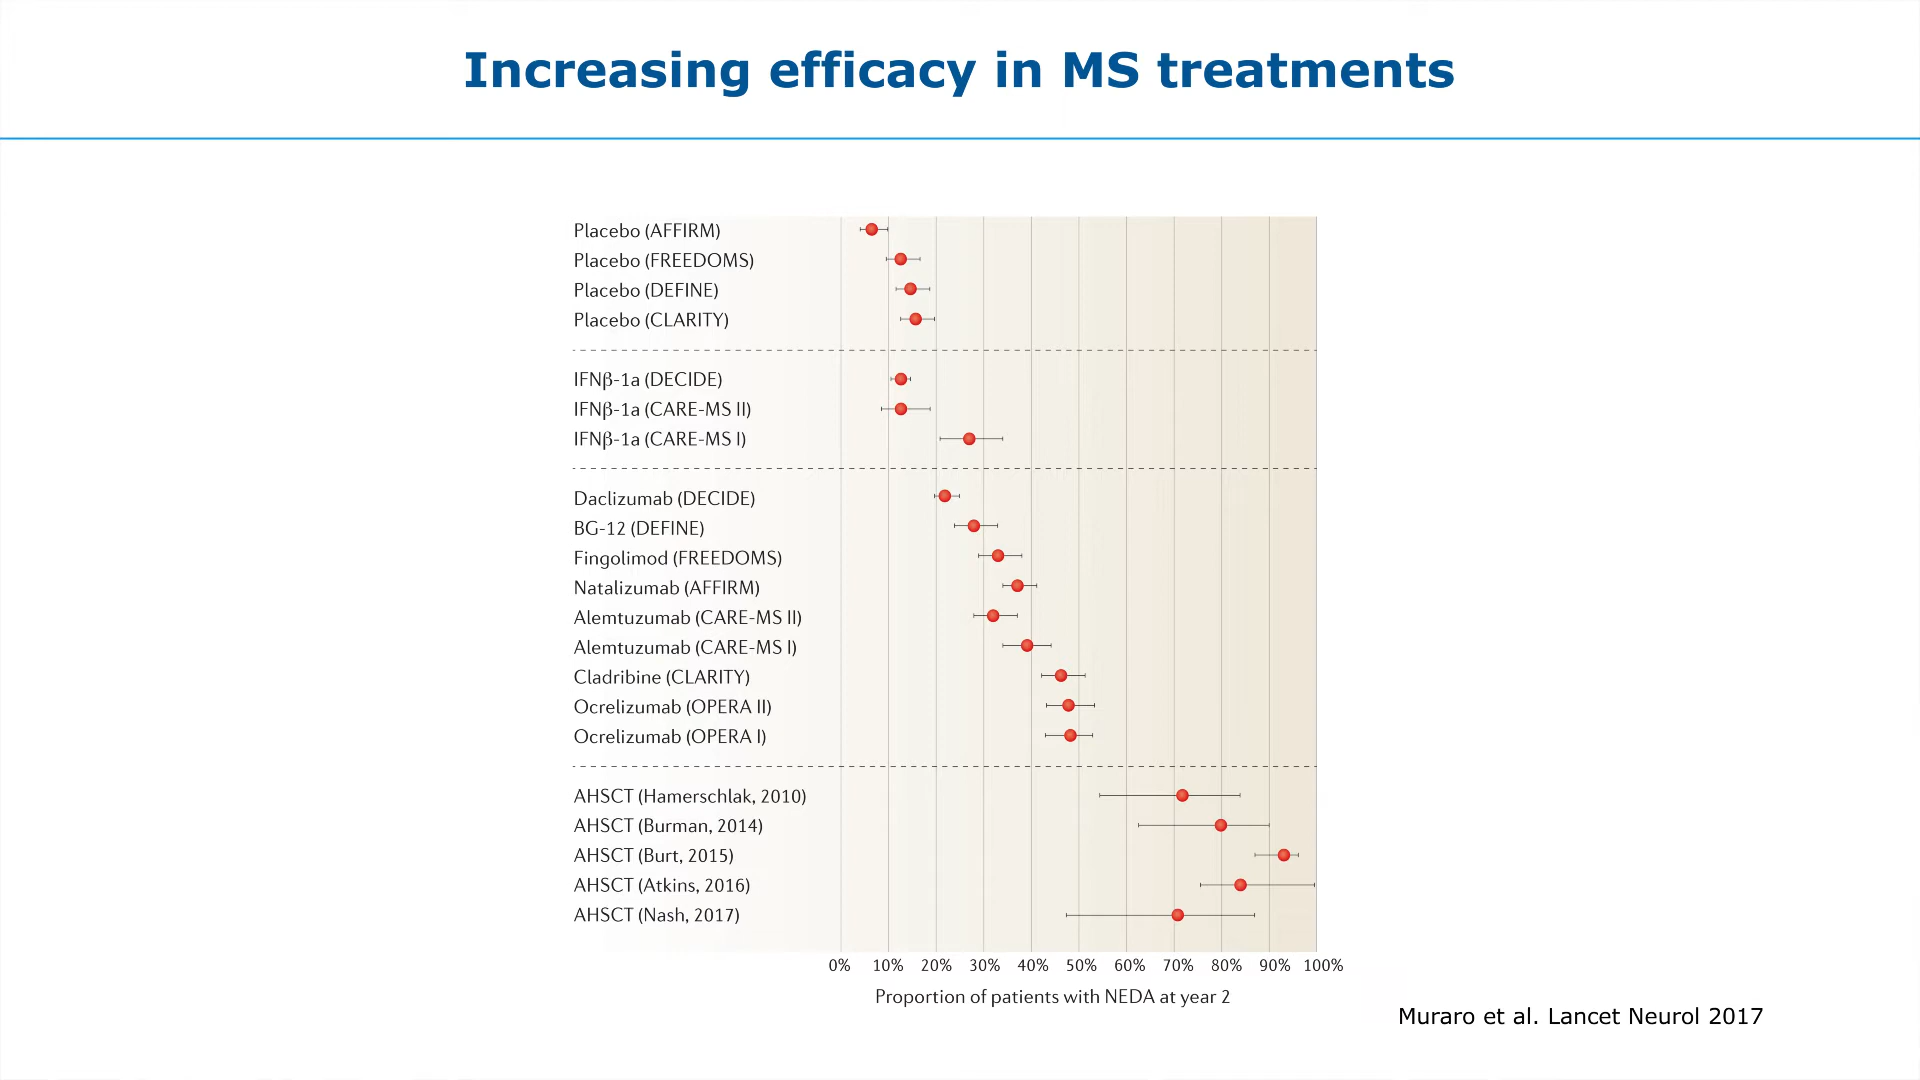 Increasing efficacy in MS treatments
Placebo (AFFIRM)
Placebo (FREEDOMS)
Placebo (DEFINE)
Placebo (CLARITY)
IFNβ-1a (DECIDE)
IFNβ-1a (CARE-MS II)
IFNβ-1a (CARE-MS I)
Daclizumab (DECIDE)
BG-12 (DEFINE)
Fingolimod (FREEDOMS)
Natalizumab (AFFIRM)
Alemtuzumab (CARE-MS II)
Alemtuzumab (CARE-MS I)
Cladribine (CLARITY)
Ocrelizumab (OPERA II)
Ocrelizumab (OPERA I)
AHSCT (Hamerschlak, 2010)
AHSCT (Burman, 2014)
AHSCT (Burt, 2015)
AHSCT (Atkins, 2016)
AHSCT (Nash, 2017)
0% 10% 20% 30% 40% 50% 60% 70% 80% 90% 100%
Proportion of patients with NEDA at year 2
Muraro et al. Lancet Neurol 2017